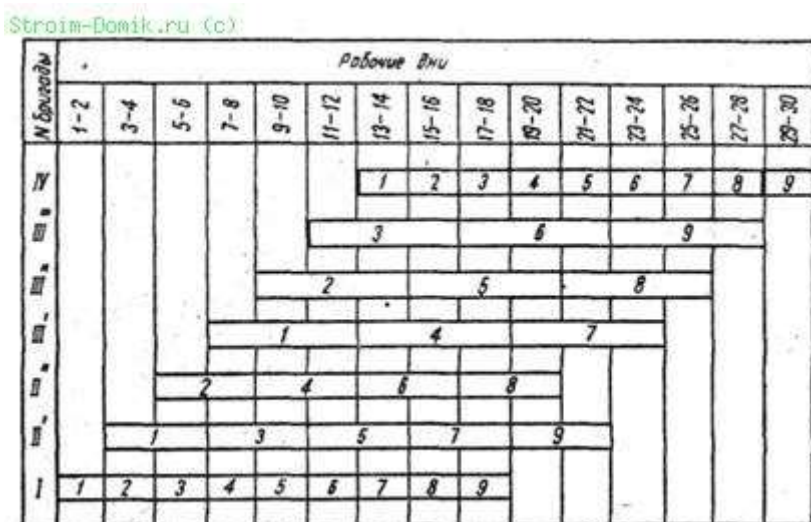 Stroim-Domik.ru (c)
N бригады
Рабочие дни
1-2 3-4 5-6 7-8 9-10 11-12 13-14 15-16 17-18 19-20 21-22 23-24 25-26 27-28 29-30
IV 1 2 3 4 5 6 7 8 9
III''' 3 6 9
III'' 2 5 8
III' 1 4 7
II'' 2 4 6 8
II' 1 3 5 7 9
I 1 2 3 4 5 6 7 8 9